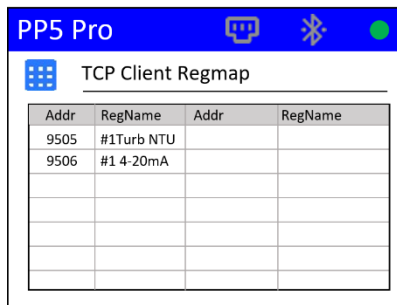 PP5 Pro
TCP Client Regmap
Addr RegName Addr RegName
9505 #1Turb NTU
9506 #1 4-20mA